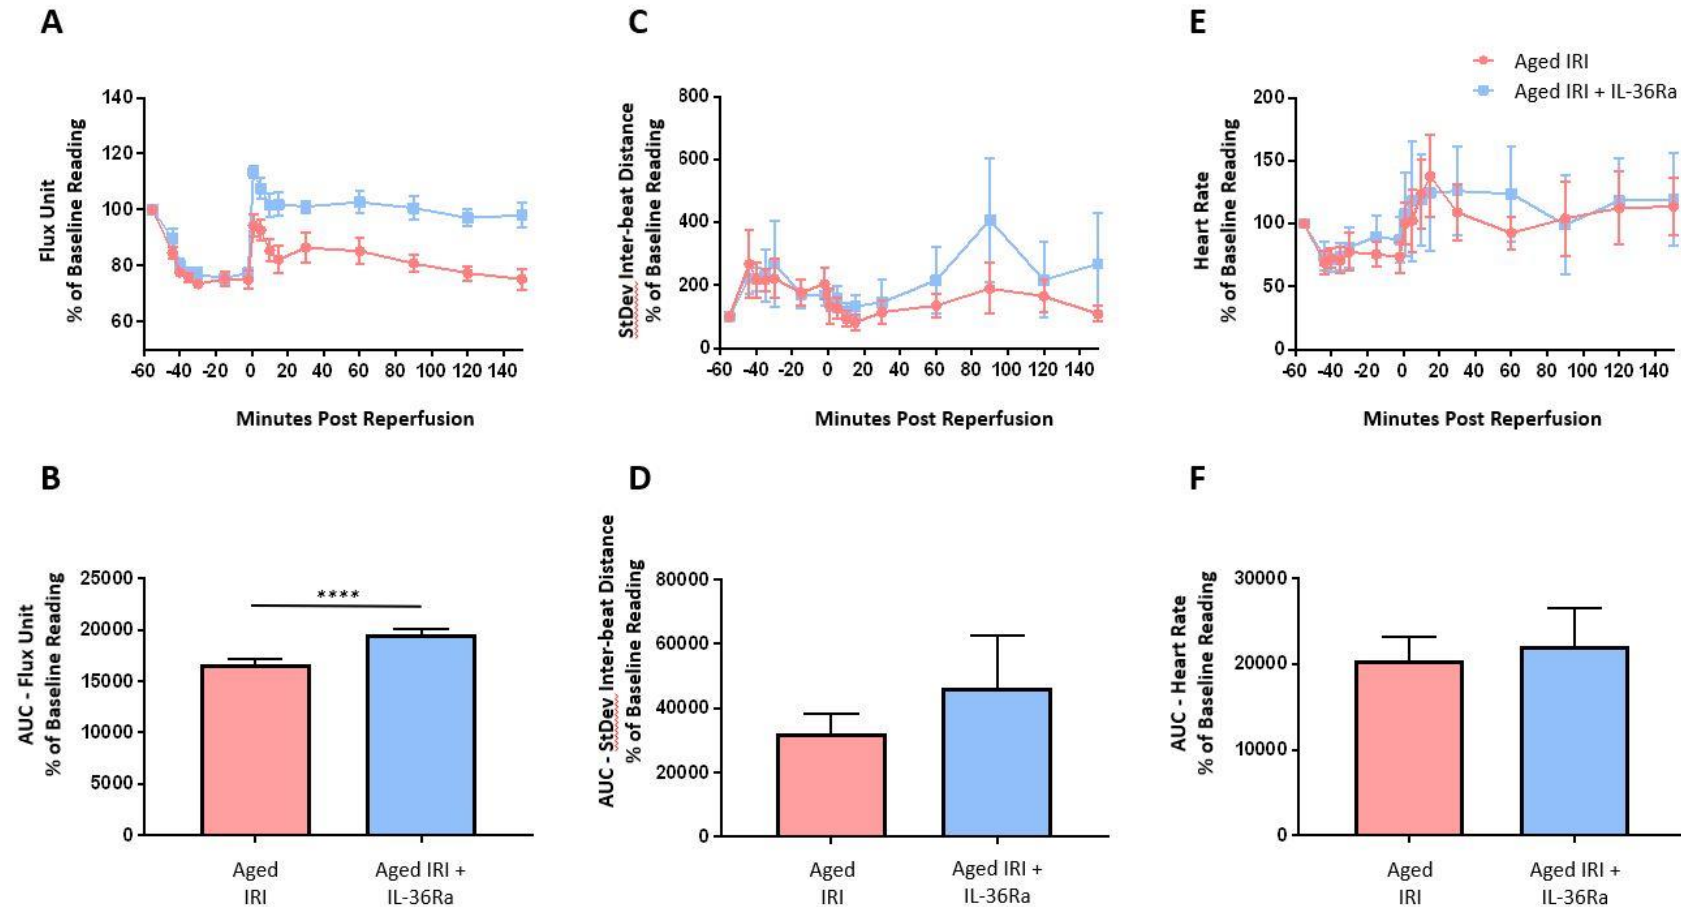 A
Flux Unit
% of Baseline Reading
140
120
100
80
60
-60 -40 -20 0 20 40 60 80 100 120 140
Minutes Post Reperfusion
C
StDev Inter-beat Distance
% of Baseline Reading
800
600
400
200
0
-60 -40 -20 0 20 40 60 80 100 120 140
Minutes Post Reperfusion
E
Aged IRI
Aged IRI + IL-36Ra
Heart Rate
% of Baseline Reading
200
150
100
50
0
-60 -40 -20 0 20 40 60 80 100 120 140
Minutes Post Reperfusion
B
AUC - Flux Unit
% of Baseline Reading
25000
20000
15000
10000
5000
0
****
Aged
IRI
Aged IRI +
IL-36Ra
D
AUC - StDev Inter-beat Distance
% of Baseline Reading
80000
60000
40000
20000
0
Aged
IRI
Aged IRI +
IL-36Ra
F
AUC - Heart Rate
% of Baseline Reading
30000
20000
10000
0
Aged
IRI
Aged IRI +
IL-36Ra